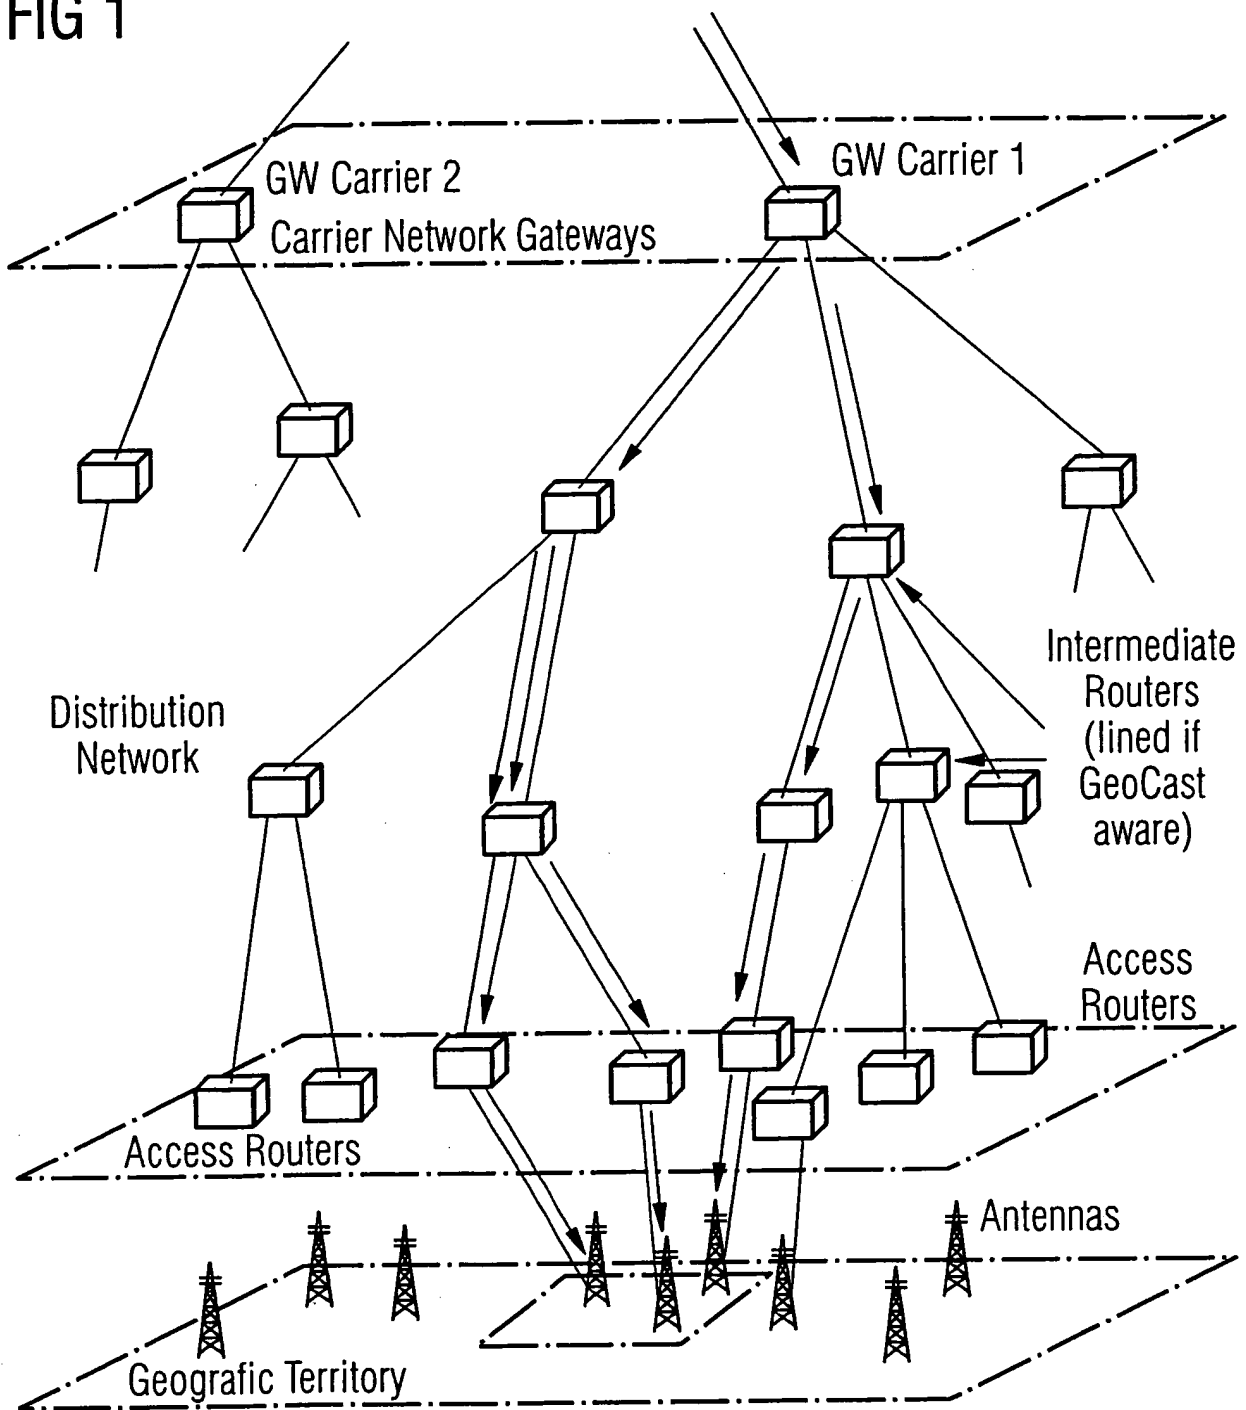 FIG 1
GW Carrier 2
GW Carrier 1
Carrier Network Gateways
Intermediate
Routers
(lined if
GeoCast
aware)
Distribution
Network
Access
Routers
Access Routers
Antennas
Geografic Territory